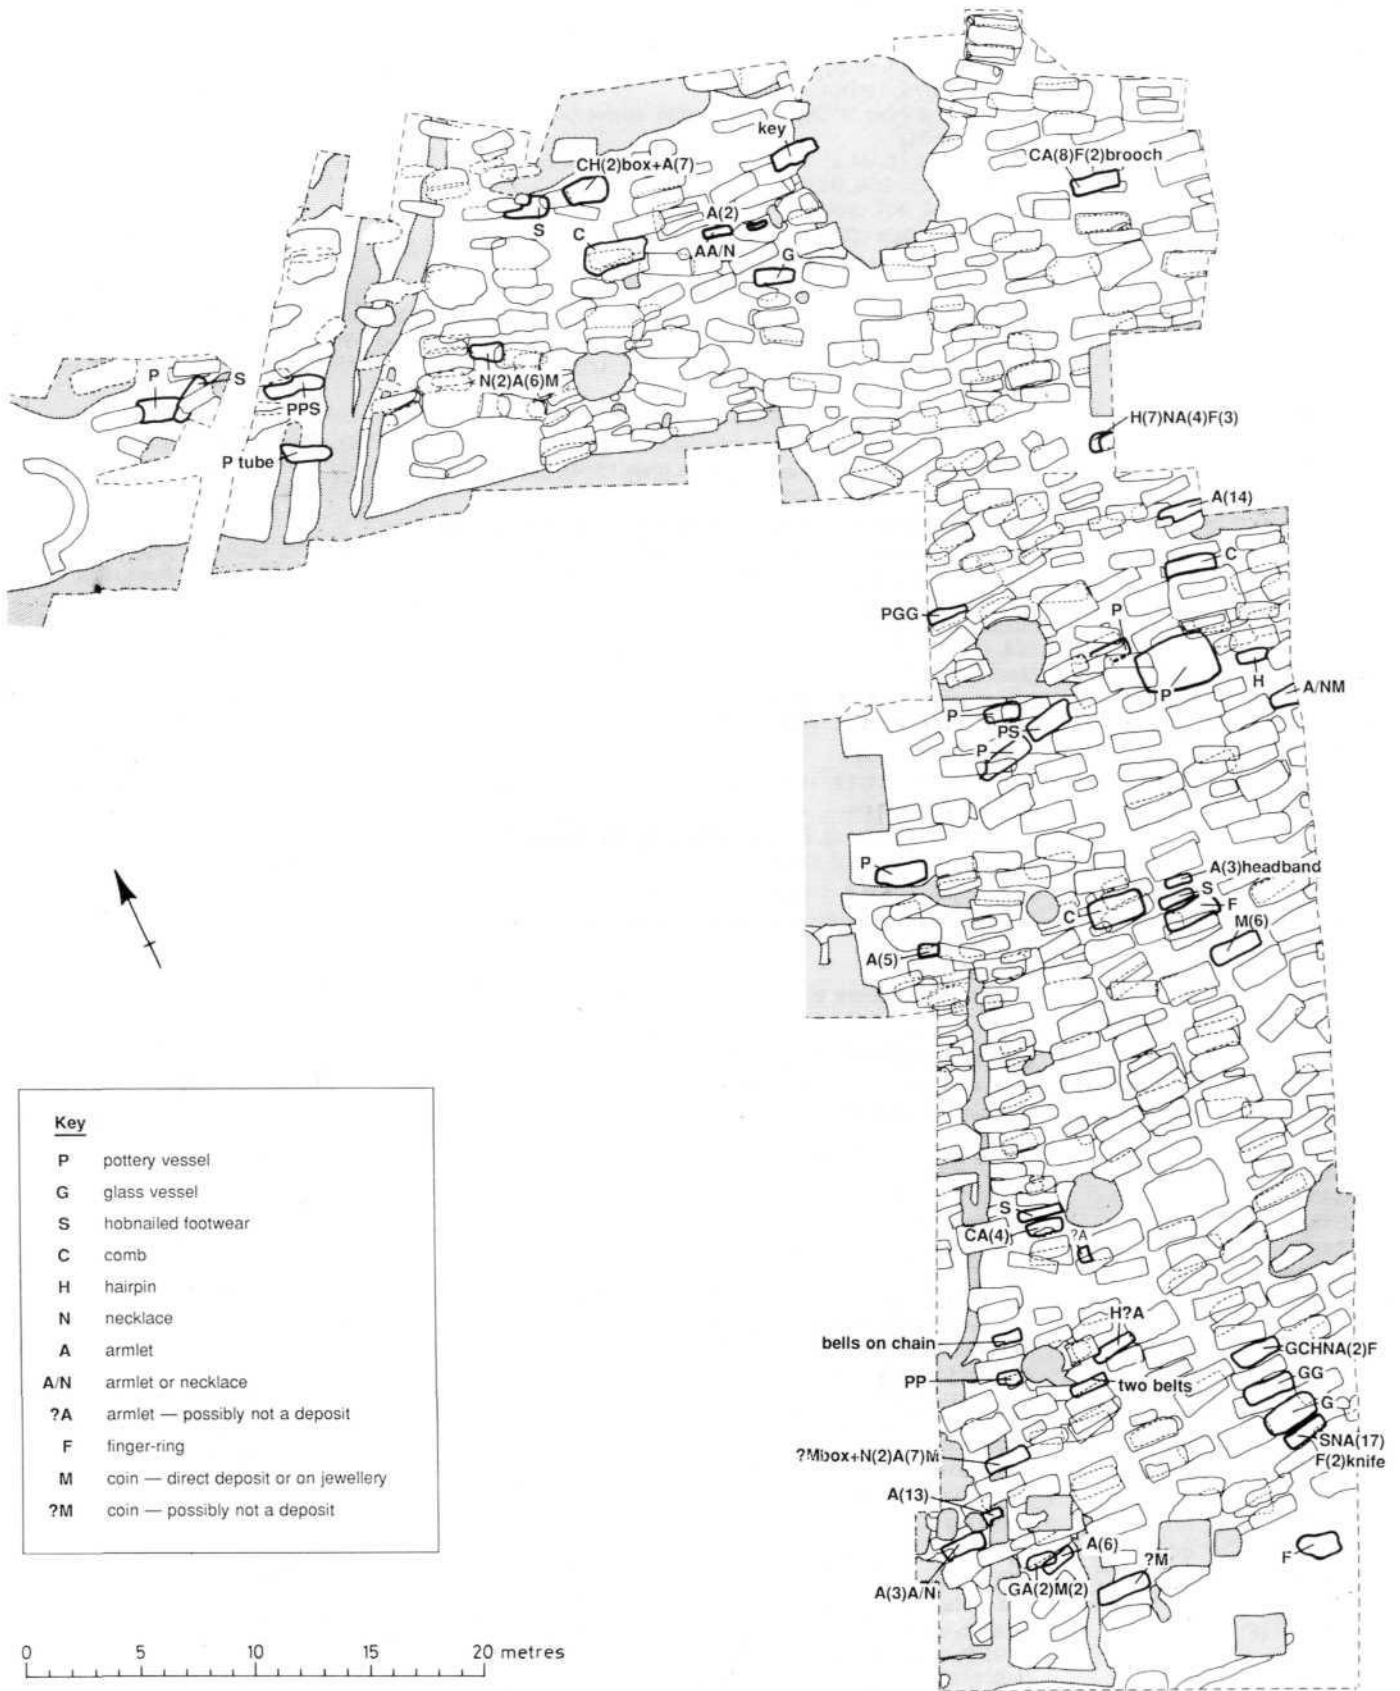 key
CH(2)box+A(7)
CA(8)F(2)brooch
S
C
A(2)
AA/N
G
N(2)A(6)M
P
S
PPS
P tube
H(7)NA(4)F(3)
A(14)
C
PGG
P
P
H
A/NM
P
PS
P
P
A(3)headband
S
F
C
M(6)
A(5)
S
CA(4)
?A
H?A
bells on chain
GCHNA(2)F
PP
two belts
GG
G
SNA(17)
F(2)knife
?Mbox+N(2)A(7)M
A(13)
A(6)
?M
F
A(3)A/N
GA(2)M(2)
Key
P pottery vessel
G glass vessel
S hobnailed footwear
C comb
H hairpin
N necklace
A armlet
A/N armlet or necklace
?A armlet — possibly not a deposit
F finger-ring
M coin — direct deposit or on jewellery
?M coin — possibly not a deposit
0 5 10 15 20 metres